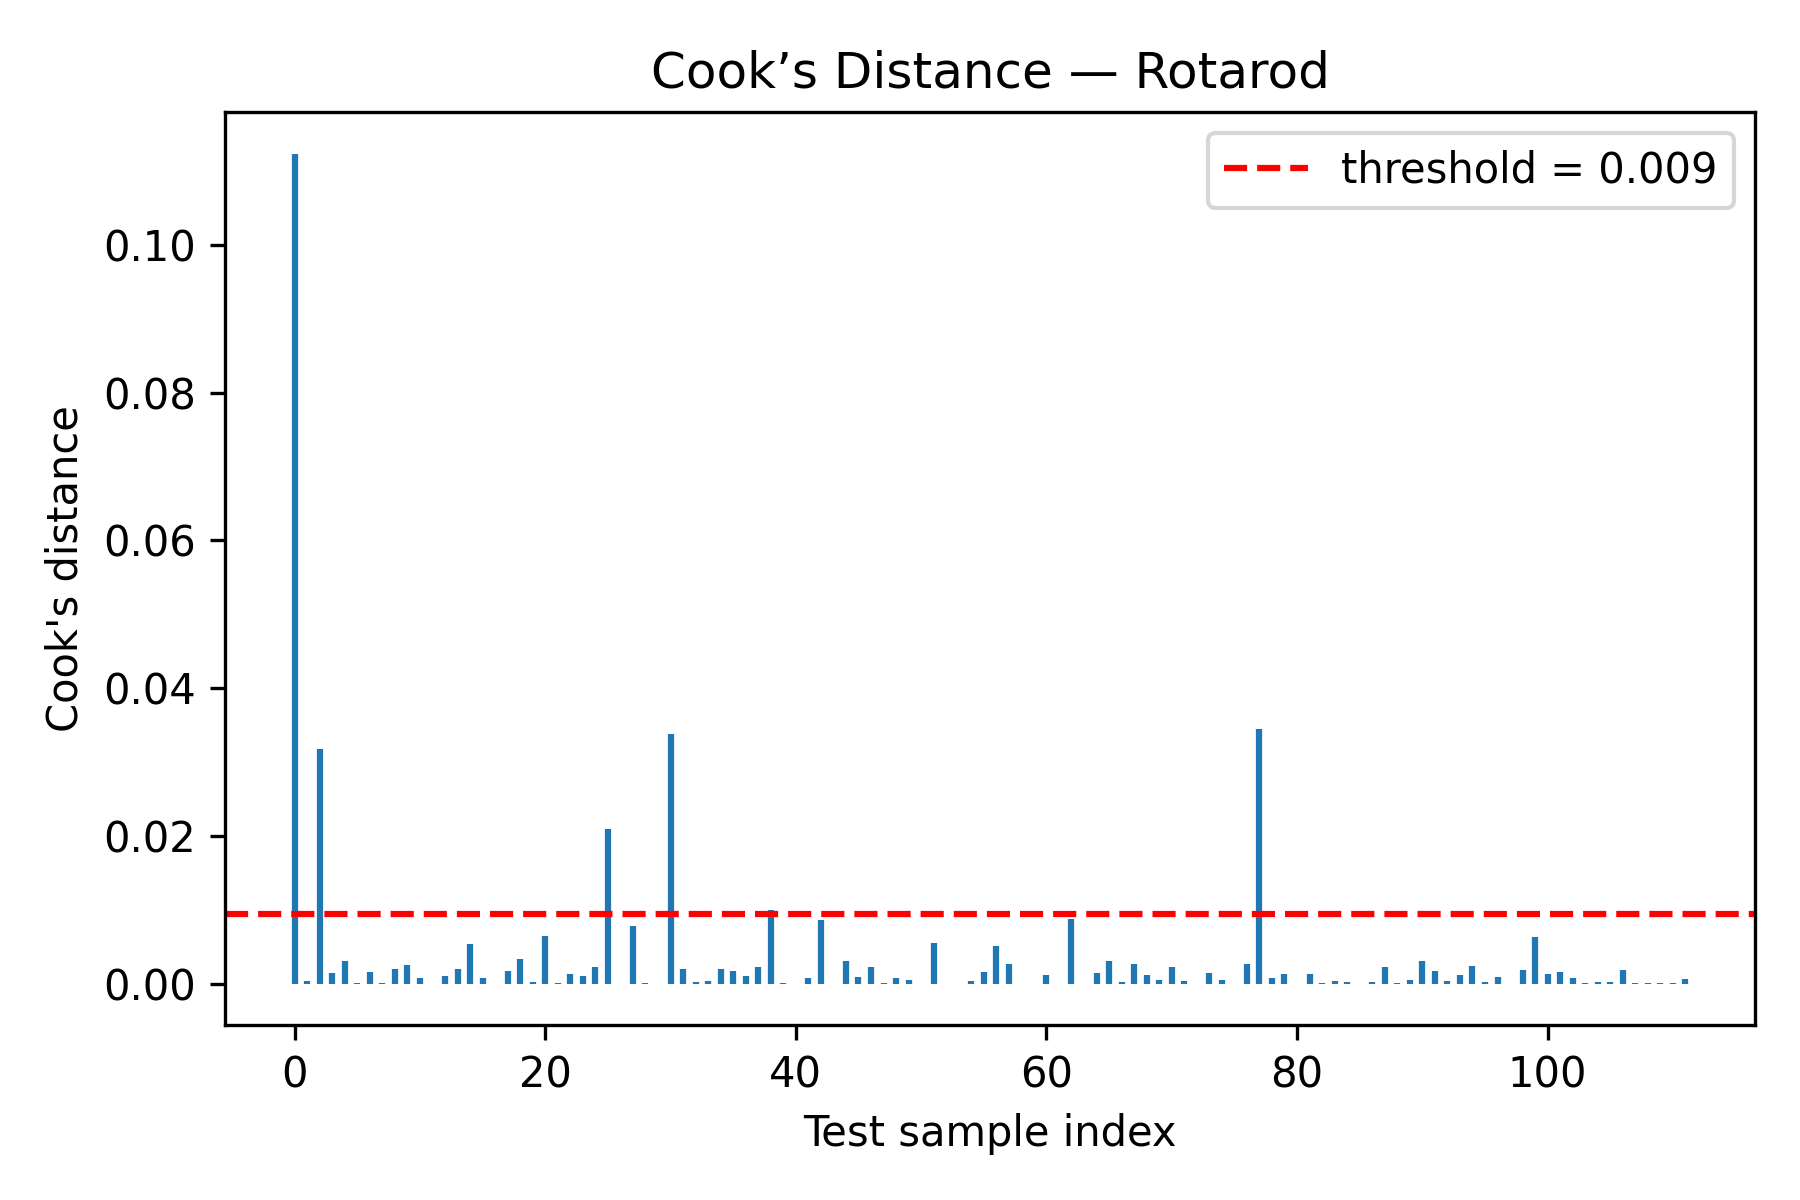 Cook’s Distance — Rotarod
threshold = 0.009
0.10
0.08
0.06
0.04
0.02
0.00
Cook's distance
0 20 40 60 80 100
Test sample index